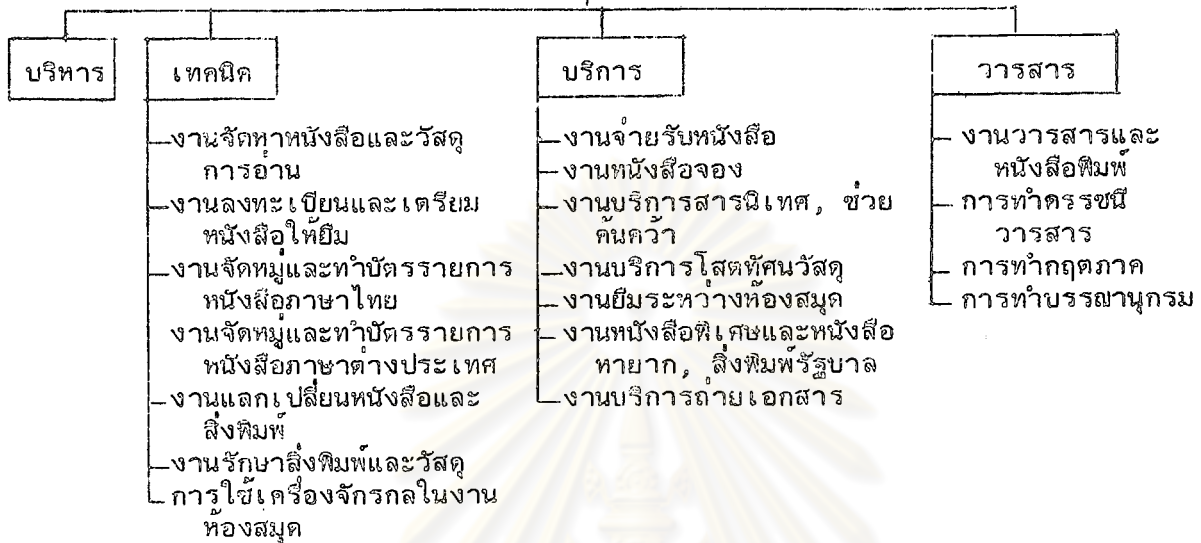 บริหาร
เทคนิค
งานจัดหาหนังสือและวัสดุ
การอ่าน
งานลงทะเบียนและเตรียม
หนังสือให้ยืม
งานจัดหมู่และทำบัตรรายการ
หนังสือภาษาไทย
งานจัดหมู่และทำบัตรรายการ
หนังสือภาษาต่างประเทศ
งานแลกเปลี่ยนหนังสือและ
สิ่งพิมพ์
งานรักษาสิ่งพิมพ์และวัสดุ
การใช้เครื่องจักรกลในงาน
ห้องสมุด
บริการ
งานจ่ายรับหนังสือ
งานหนังสือจอง
งานบริการสารนิเทศ, ช่วย
ค้นคว้า
งานบริการโสตทัศนวัสดุ
งานยืมระหว่างห้องสมุด
งานหนังสือพิเศษและหนังสือ
หายาก, สิ่งพิมพ์รัฐบาล
งานบริการถ่ายเอกสาร
วารสาร
งานวารสารและ
หนังสือพิมพ์
การทำดรรชนี
วารสาร
การทำกฤตภาค
การทำบรรณานุกรม